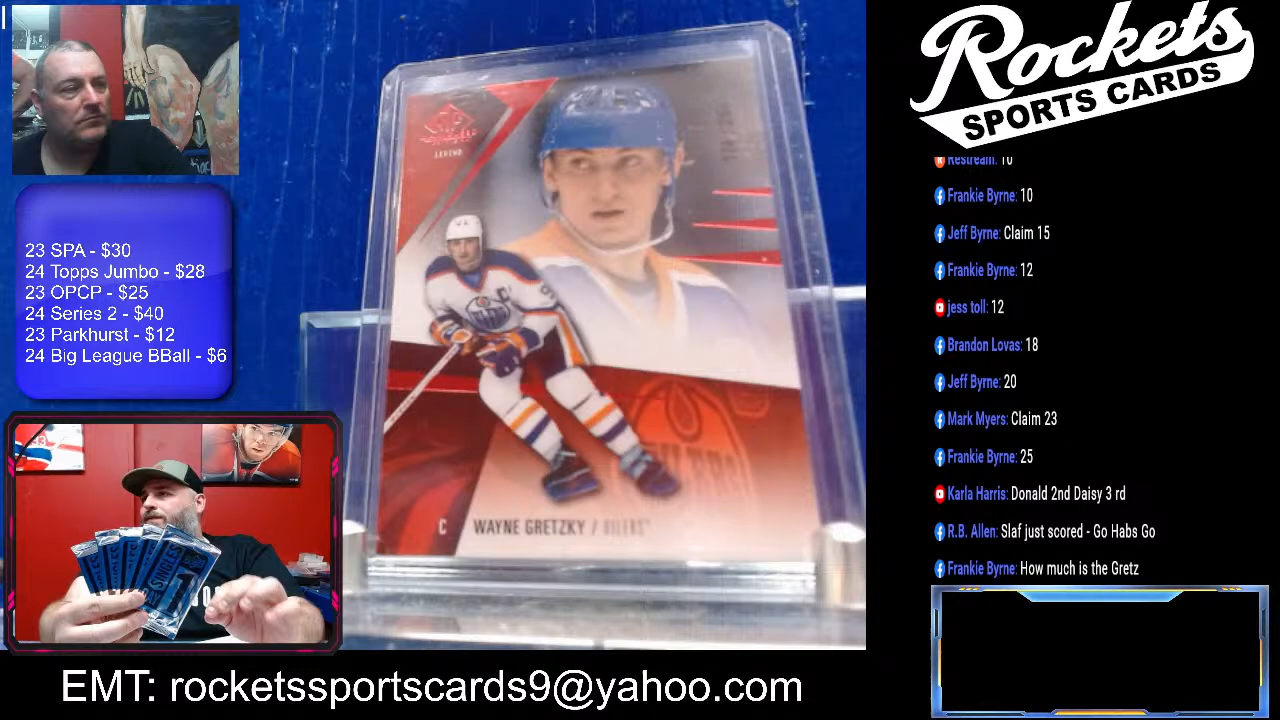 Rockets
SPORTS CARDS
23 SPA - $30
24 Topps Jumbo - $28
23 OPCP - $25
24 Series 2 - $40
23 Parkhurst - $12
24 Big League BBall - $6
LEGEND
C WAYNE GRETZKY / OILERS
Restream: 10
Frankie Byrne: 10
Jeff Byrne: Claim 15
Frankie Byrne: 12
jess toll: 12
Brandon Lovas: 18
Jeff Byrne: 20
Mark Myers: Claim 23
Frankie Byrne: 25
Karla Harris: Donald 2nd Daisy 3 rd
R.B. Allen: Slaf just scored - Go Habs Go
Frankie Byrne: How much is the Gretz
SINGLES
EMT: rocketssportscards9@yahoo.com